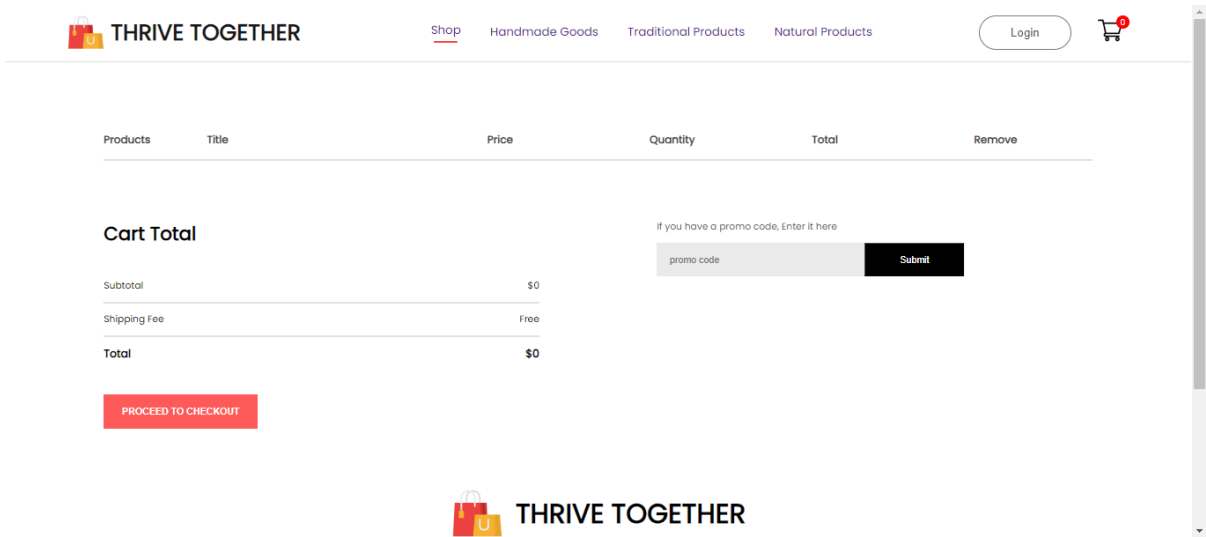 THRIVE TOGETHER Shop Handmade Goods Traditional Products Natural Products Login 0
Products Title Price Quantity Total Remove
Cart Total
Subtotal $0
Shipping Fee Free
Total $0
PROCEED TO CHECKOUT
If you have a promo code, Enter it here
promo code Submit
U THRIVE TOGETHER